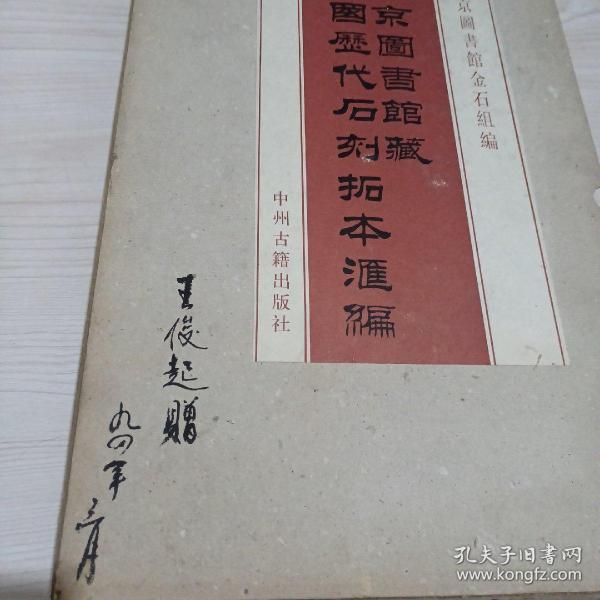 京圖書館金石組編
京圖書館藏
國歷代石刻拓本滙編
中州古籍出版社
王俊起贈
九四年三月
孔夫子旧书网
www.kongfz.com